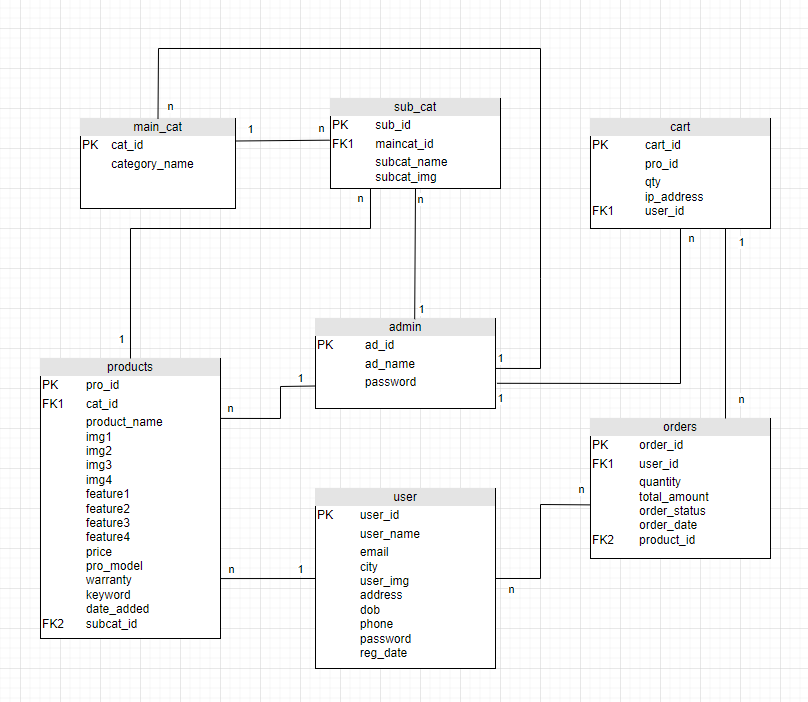 n
main_cat
PK cat_id
category_name
1
n
sub_cat
PK sub_id
FK1 maincat_id
subcat_name
subcat_img
n
n
cart
PK cart_id
pro_id
qty
ip_address
FK1 user_id
n
1
1
1
admin
PK ad_id
ad_name
password
1
1
1
n
products
PK pro_id
FK1 cat_id
product_name
img1
img2
img3
img4
feature1
feature2
feature3
feature4
price
pro_model
warranty
keyword
date_added
FK2 subcat_id
n
1
user
PK user_id
user_name
email
city
user_img
address
dob
phone
password
reg_date
n
n
n
orders
PK order_id
FK1 user_id
quantity
total_amount
order_status
order_date
FK2 product_id